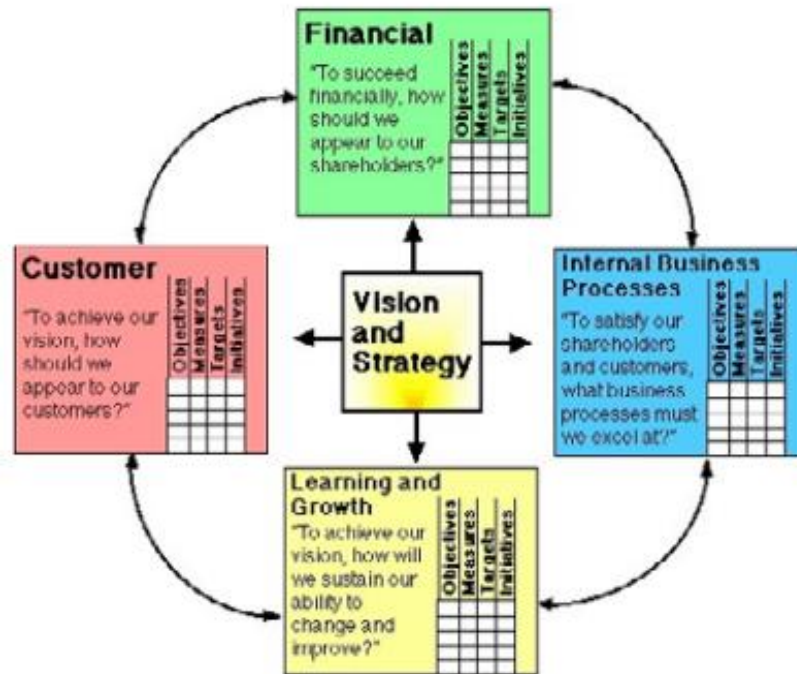 Financial
"To succeed
financially, how
should we
appear to our
shareholders?"
Objectives
Measures
Targets
Initiatives
Customer
"To achieve our
vision, how
should we
appear to our
customers?"
Objectives
Measures
Targets
Initiatives
Vision
and
Strategy
Internal Business
Processes
"To satisfy our
shareholders
and customers,
what business
processes must
we excel at?"
Objectives
Measures
Targets
Initiatives
Learning and
Growth
"To achieve our
vision, how will
we sustain our
ability to
change and
improve?"
Objectives
Measures
Targets
Initiatives